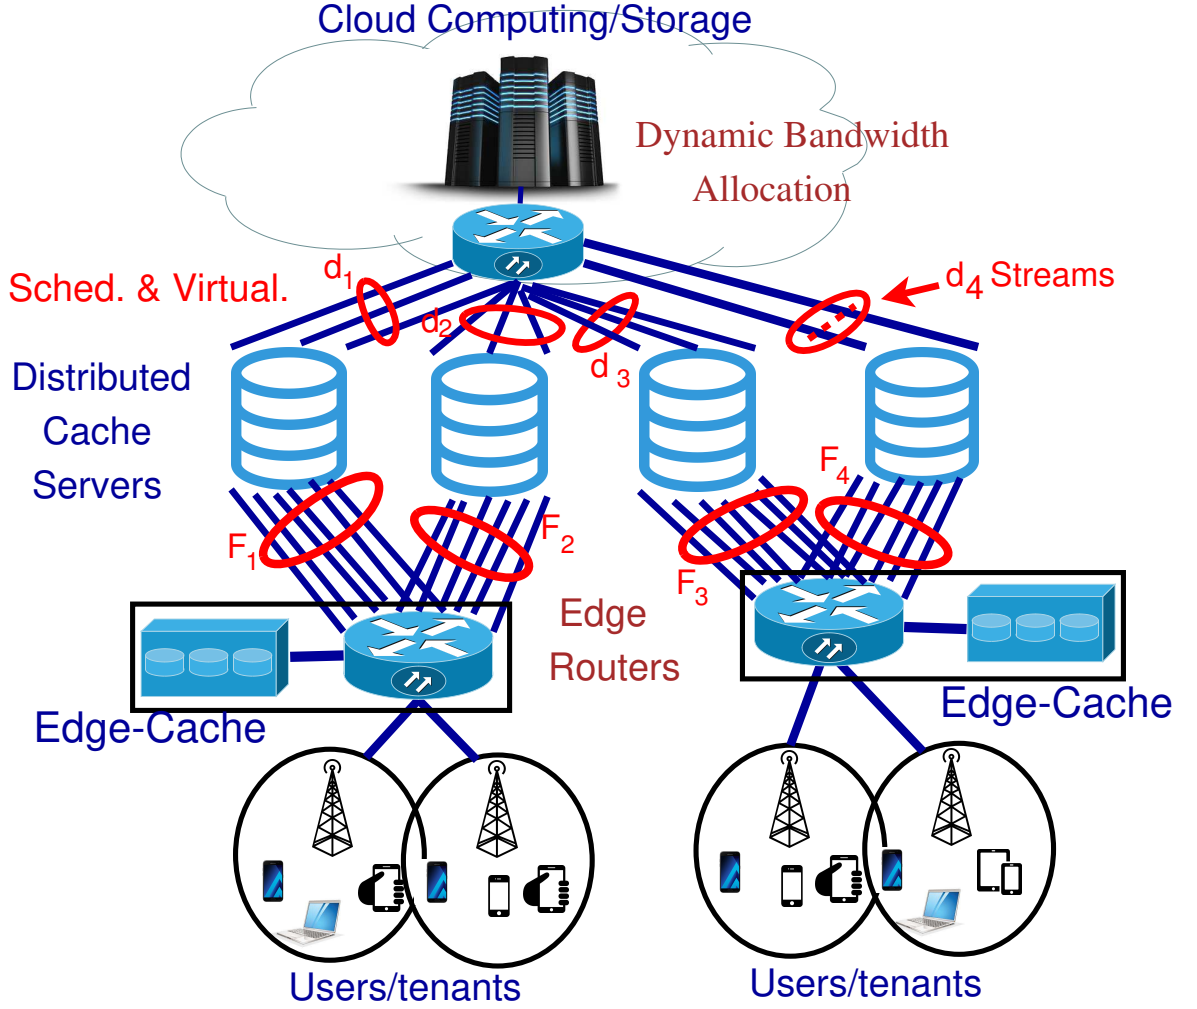 Cloud Computing/Storage
Dynamic Bandwidth
Allocation
Sched. & Virtual.
d1
d2
d3
d4 Streams
Distributed
Cache
Servers
F1
F2
F3
F4
Edge
Routers
Edge-Cache
Edge-Cache
Users/tenants
Users/tenants